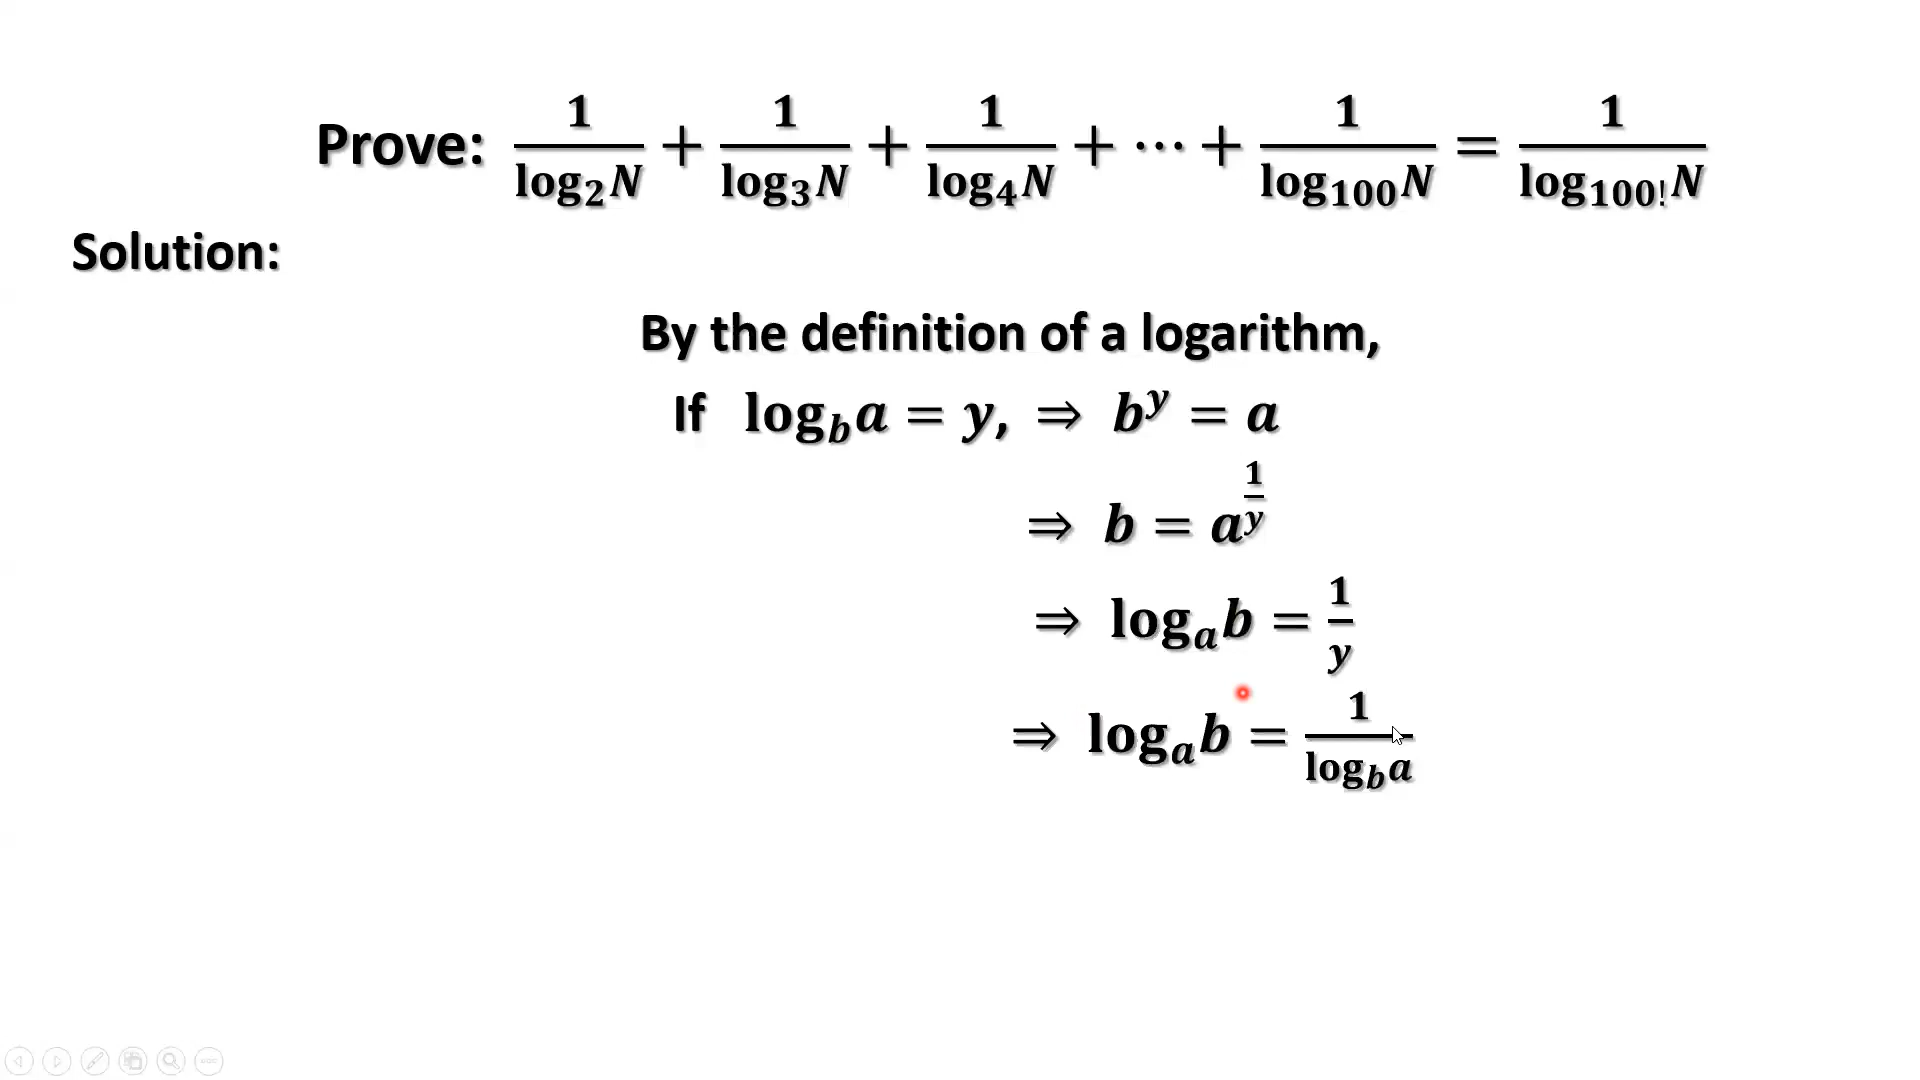 Prove: 1/log₂N + 1/log₃N + 1/log₄N + ⋯ + 1/log₁₀₀N = 1/log₁₀₀!N
Solution:
By the definition of a logarithm,
If log_b a = y, ⇒ b^y = a
⇒ b = a^(1/y)
⇒ log_a b = 1/y
⇒ log_a b = 1/log_b a